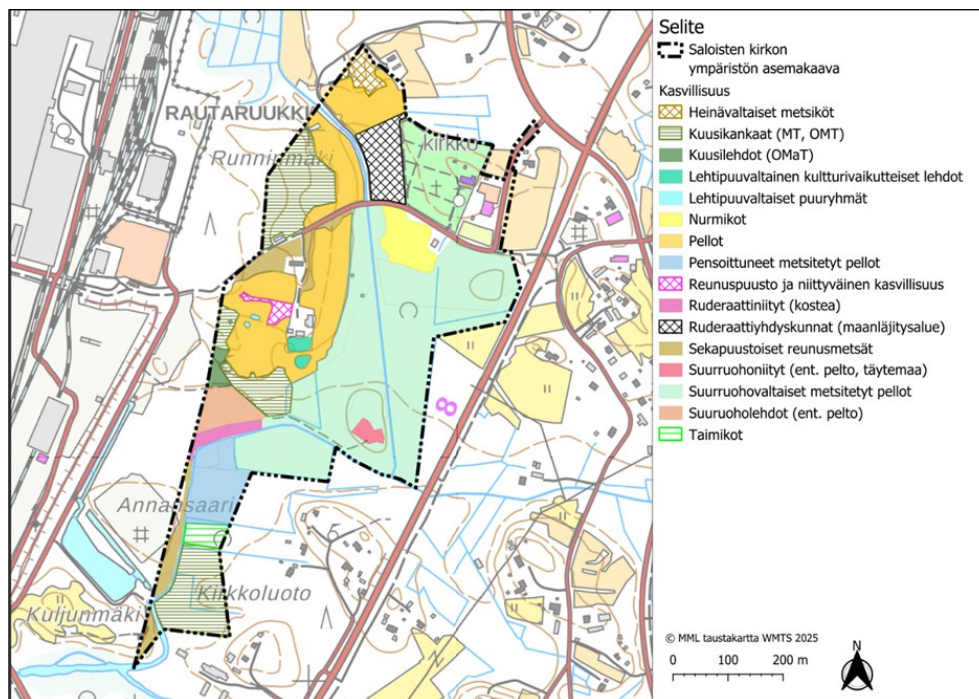 RAUTARUUKKI
Runninmäki
kirkko
8
Annansaari
Kirkkoluoto
Kuljunmäki
Selite
Saloisten kirkon
ympäristön asemakaava
Kasvillisuus
Heinävaltaiset metsiköt
Kuusikankaat (MT, OMT)
Kuusilehdot (OMaT)
Lehtipuuvaltainen kultturivaikutteiset lehdot
Lehtipuuvaltaiset puuryhmät
Nurmikot
Pellot
Pensoittuneet metsitetyt pellot
Reunuspuusto ja niittyväinen kasvillisuus
Ruderaattiniityt (kostea)
Ruderaattiyhdyskunnat (maanläjitysalue)
Sekapuustoiset reunusmetsät
Suurruohoniityt (ent. pelto, täytemaa)
Suurruohovaltaiset metsitetyt pellot
Suuruoholehdot (ent. pelto)
Taimikot
© MML taustakartta WMTS 2025
0 100 200 m
N